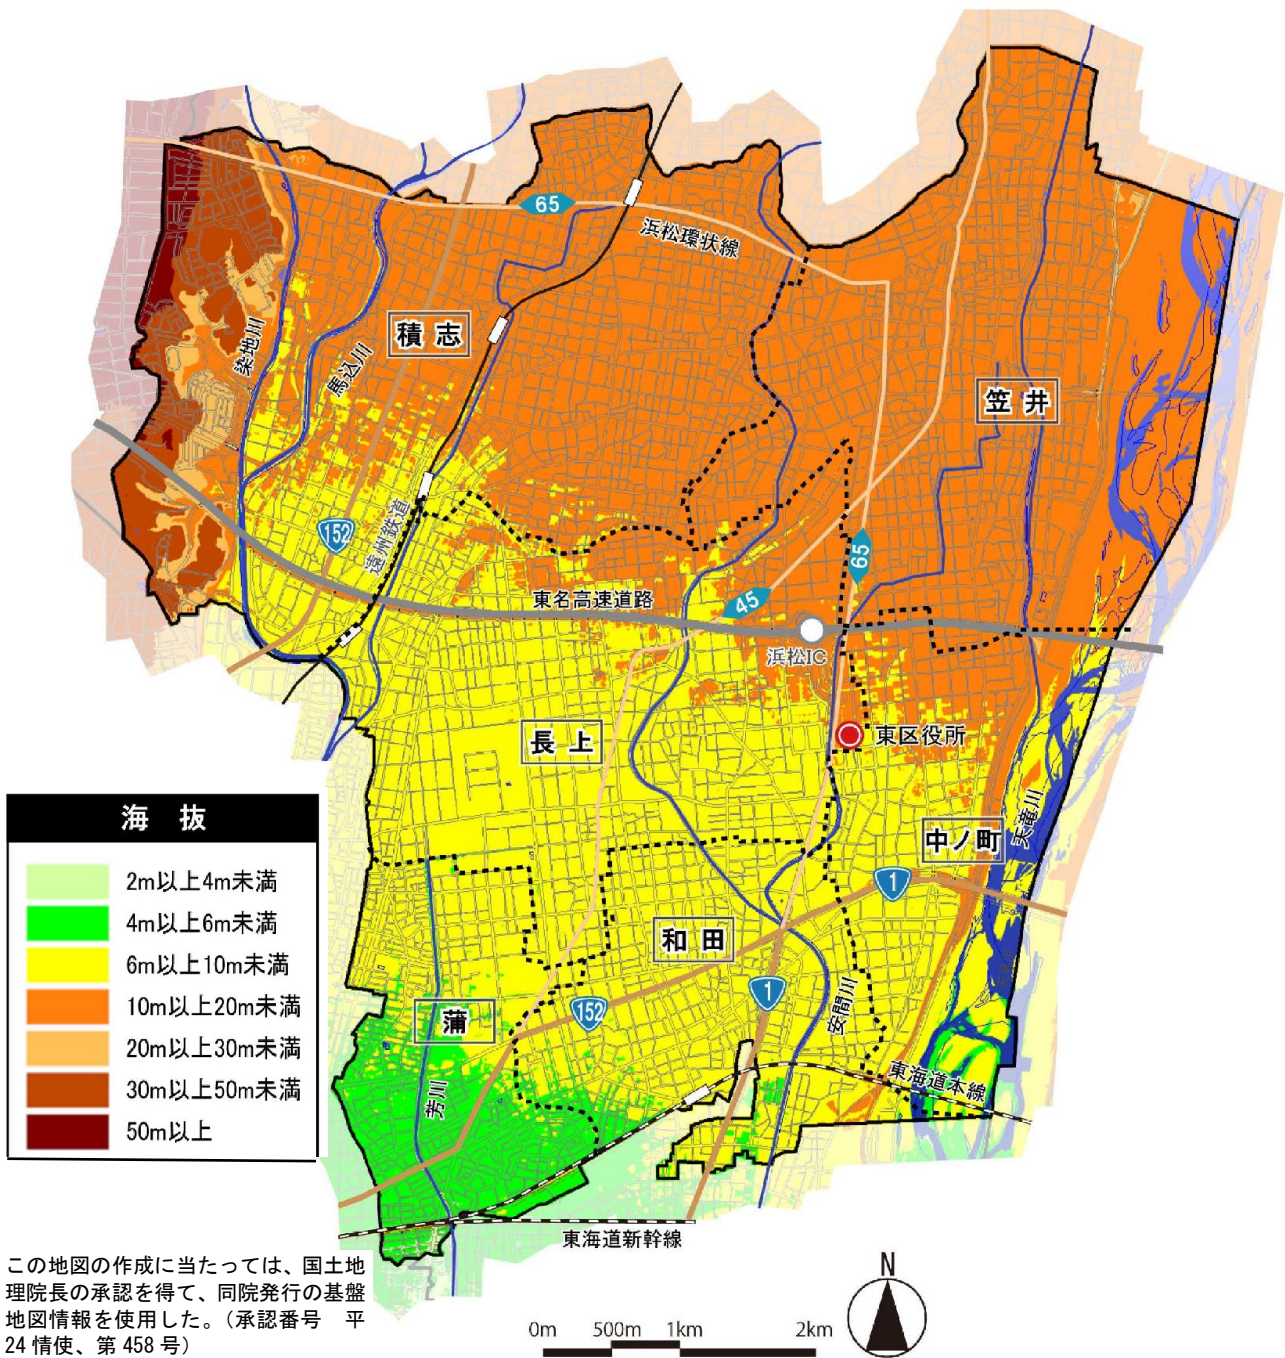 65
浜松環状線
積志
染地川
馬込川
笠井
152
遠州鉄道
65
東名高速道路
45
浜松IC
長上
東区役所
海抜
2m以上4m未満
4m以上6m未満
6m以上10m未満
10m以上20m未満
20m以上30m未満
30m以上50m未満
50m以上
中ノ町
天竜川
1
和田
152
1
蒲
安間川
芳川
東海道本線
東海道新幹線
この地図の作成に当たっては、国土地
理院長の承認を得て、同院発行の基盤
地図情報を使用した。（承認番号　平
24 情使、第 458 号）
N
0m 500m 1km 2km